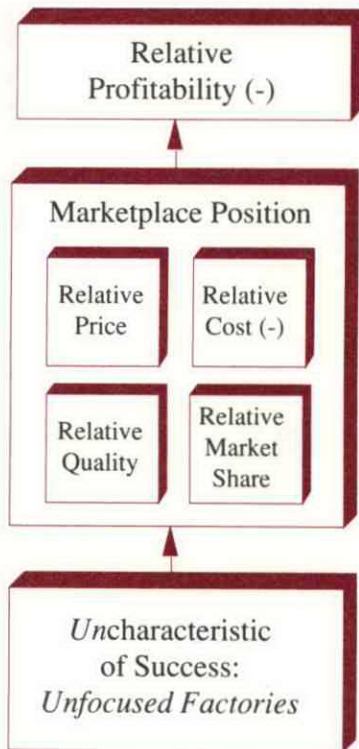 Relative
Profitability (-)
Marketplace Position
Relative
Price
Relative
Cost (-)
Relative
Quality
Relative
Market
Share
Uncharacteristic
of Success:
Unfocused Factories